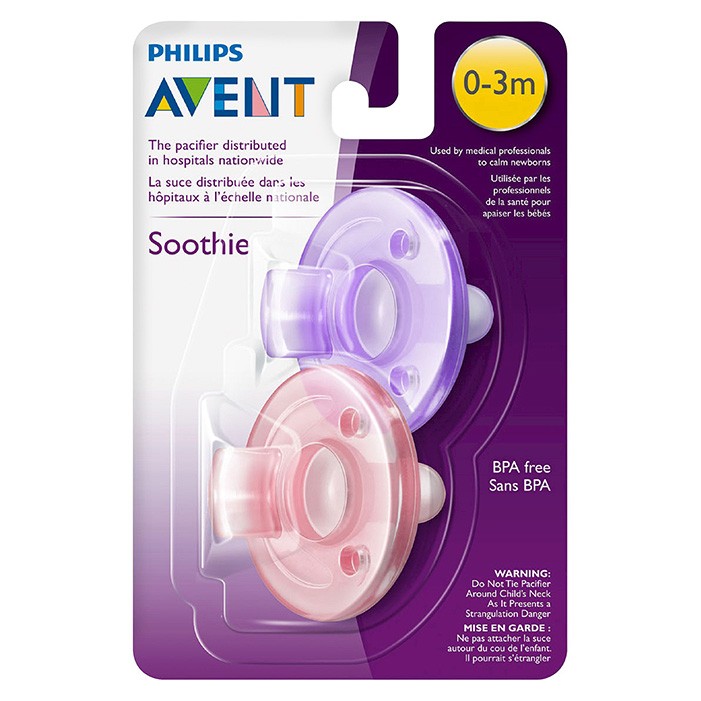 PHILIPS
AVENT
The pacifier distributed
in hospitals nationwide
La suce distribuée dans les
hôpitaux à l'échelle nationale
Soothie
0-3m
Used by medical professionals
to calm newborns
Utilisée par les
professionnels
de la santé pour
apaiser les bébés
BPA free
Sans BPA
WARNING:
Do Not Tie Pacifier
Around Child's Neck
As It Presents a
Strangulation Danger
MISE EN GARDE :
Ne pas attacher la suce
autour du cou de l'enfant.
Il pourrait s'étrangler